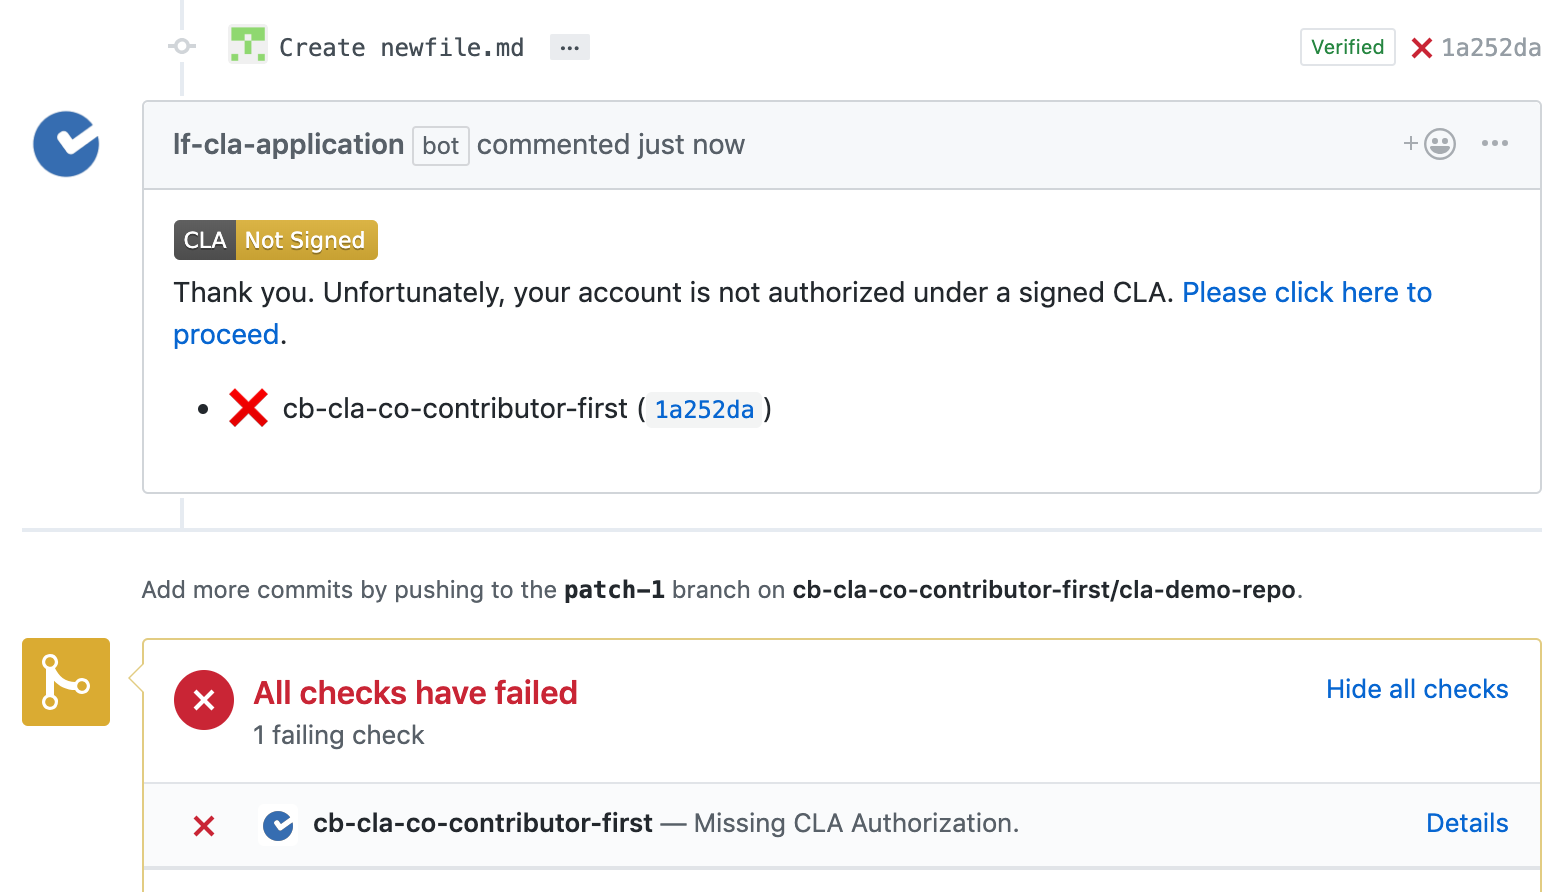 Create newfile.md ... Verified 1a252da
lf-cla-application bot commented just now
CLA Not Signed
Thank you. Unfortunately, your account is not authorized under a signed CLA. Please click here to
proceed.
cb-cla-co-contributor-first (1a252da)
Add more commits by pushing to the patch-1 branch on cb-cla-co-contributor-first/cla-demo-repo.
All checks have failed Hide all checks
1 failing check
cb-cla-co-contributor-first — Missing CLA Authorization. Details